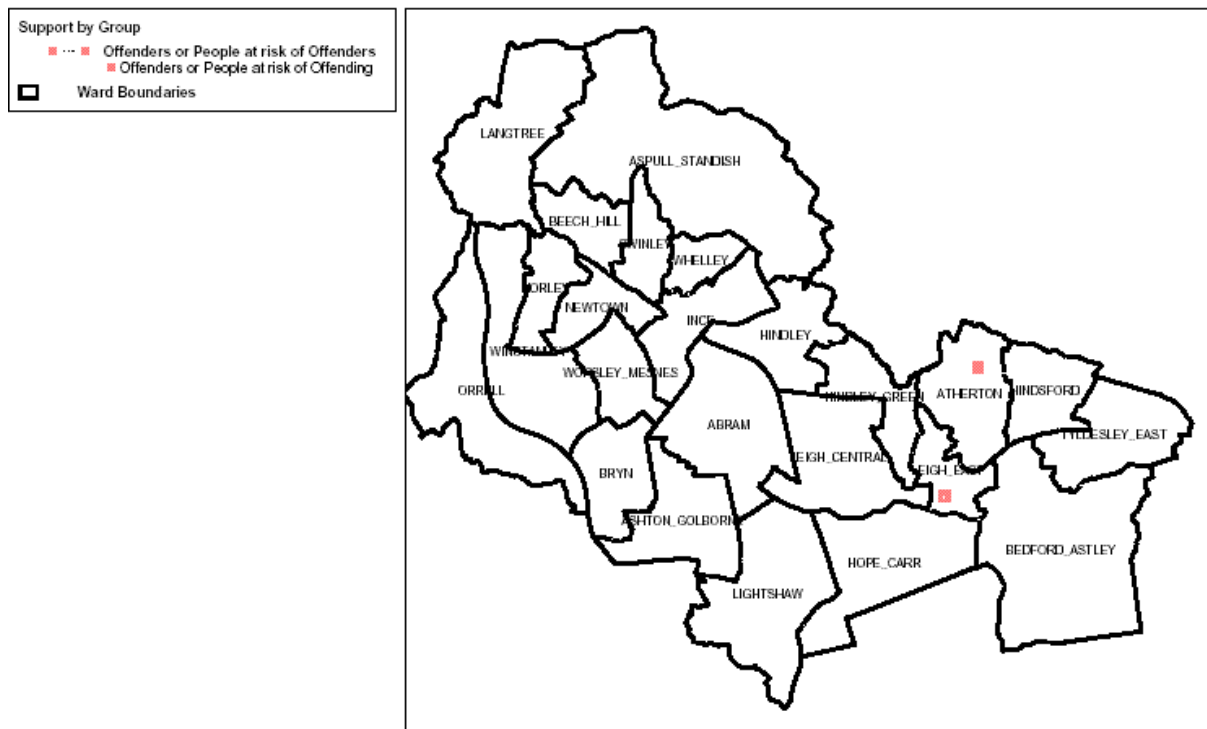 Support by Group
Offenders or People at risk of Offenders
Offenders or People at risk of Offending
Ward Boundaries
LANGTREE
ASPULL_STANDISH
BEECH_HILL
SWINLEY
WHELLEY
NORLEY
NEWTOWN
INCE
HINDLEY
WINSTANLEY
WORSLEY_MESNES
ORRELL
HINDLEY_GREEN
ATHERTON
HINDSFORD
ABRAM
TYLDESLEY_EAST
LEIGH_CENTRAL
LEIGH_EAST
BRYN
ASHTON_GOLBORNE
BEDFORD_ASTLEY
HOPE_CARR
LIGHTSHAW